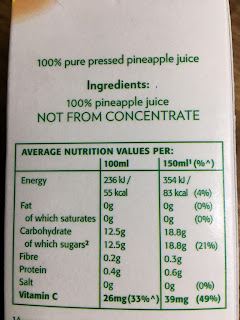 100% pure pressed pineapple juice
Ingredients:
100% pineapple juice
NOT FROM CONCENTRATE
AVERAGE NUTRITION VALUES PER:
100ml 150ml¹ (%^)
Energy 236 kJ / 354 kJ /
55 kcal 83 kcal (4%)
Fat 0g 0g (0%)
of which saturates 0g 0g (0%)
Carbohydrate 12.5g 18.8g
of which sugars² 12.5g 18.8g (21%)
Fibre 0.2g 0.3g
Protein 0.4g 0.6g
Salt 0g 0g (0%)
Vitamin C 26mg(33%^) 39mg (49%)